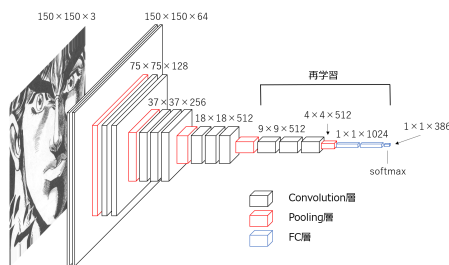 150×150×3
150×150×64
75×75×128
37×37×256
18×18×512
再学習
9×9×512
4×4×512
1×1×1024
1×1×386
softmax
Convolution層
Pooling層
FC層